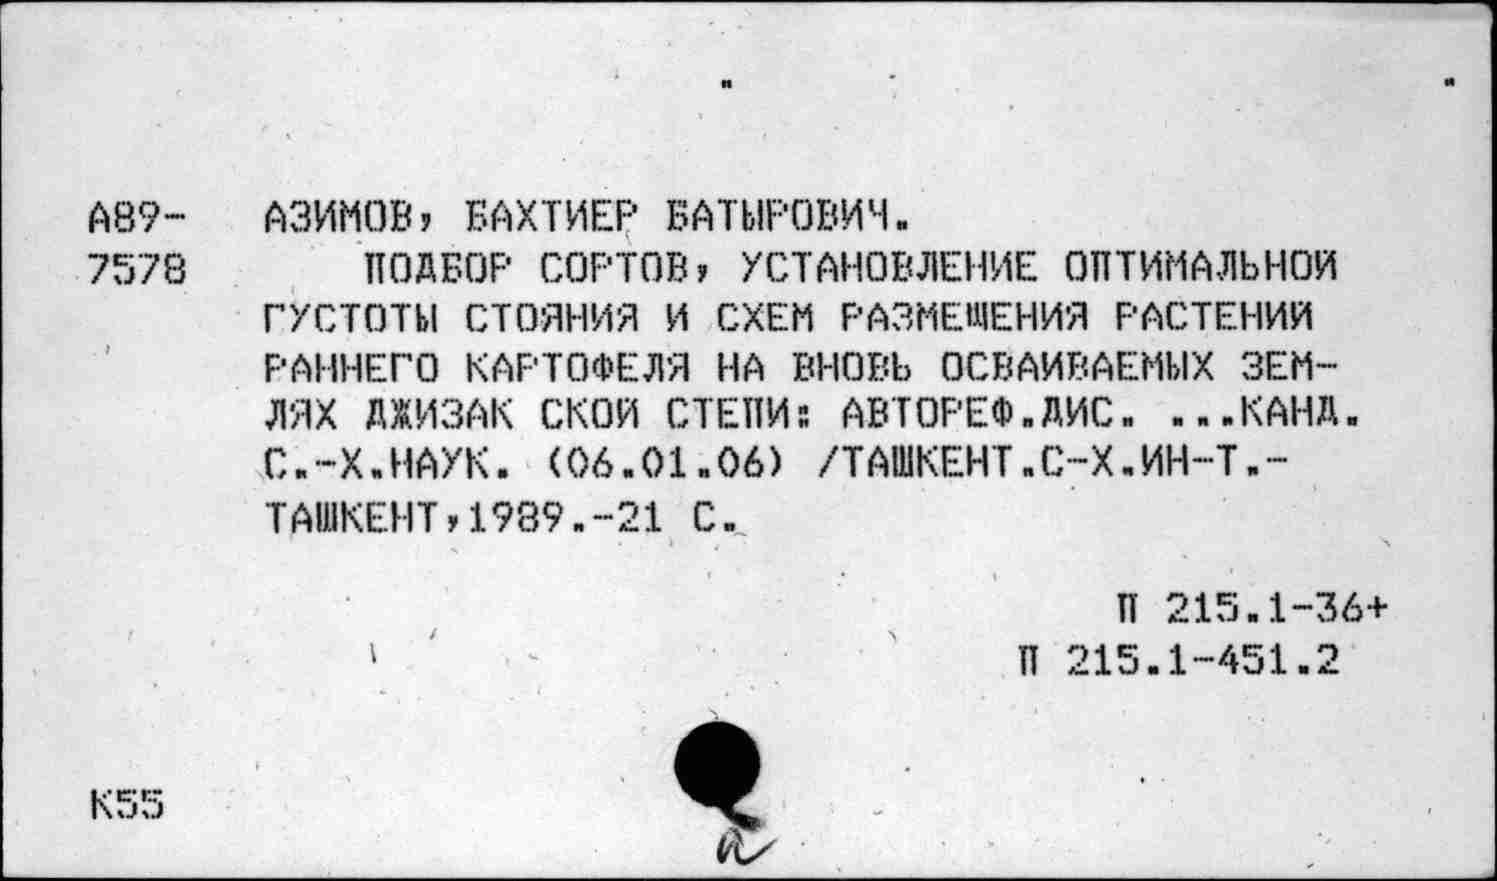 А89- АЗИМОВ, БАХТИЕР БАТЫРОВИЧ.
7578 ПОДБОР СОРТОВ, УСТАНОВЛЕНИЕ ОПТИМАЛЬНОЙ
ГУСТОТЫ СТОЯНИЯ И СХЕМ РАЗМЕЩЕНИЯ РАСТЕНИЙ
РАННЕГО КАРТОФЕЛЯ НА ВНОВЬ ОСВАИВАЕМЫХ ЗЕМ-
ЛЯХ ДЖИЗАК СКОЙ СТЕПИ: АВТОРЕФ.ДИС. ...КАНД.
С.-Х.НАУК. (06.01.06) /ТАШКЕНТ.С-Х.ИН-Т.-
ТАШКЕНТ,1989.-21 С.
П 215.1-36+
П 215.1-451.2
К55